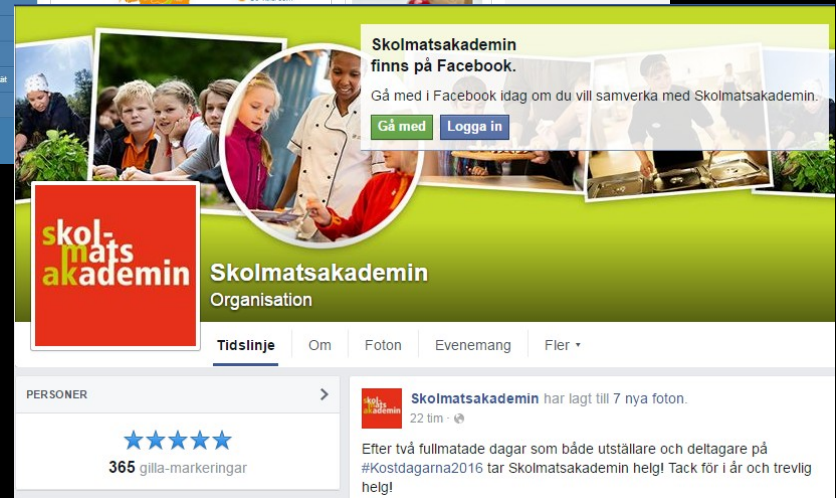 Skolmatsakademin
finns på Facebook.
Gå med i Facebook idag om du vill samverka med Skolmatsakademin.
Gå med Logga in
skol-
mats
akademin
Skolmatsakademin
Organisation
Tidslinje Om Foton Evenemang Fler
PERSONER
365 gilla-markeringar
skol-
mats
akademin
Skolmatsakademin har lagt till 7 nya foton.
22 tim ·
Efter två fullmatade dagar som både utställare och deltagare på
#Kostdagarna2016 tar Skolmatsakademin helg! Tack för i år och trevlig
helg!